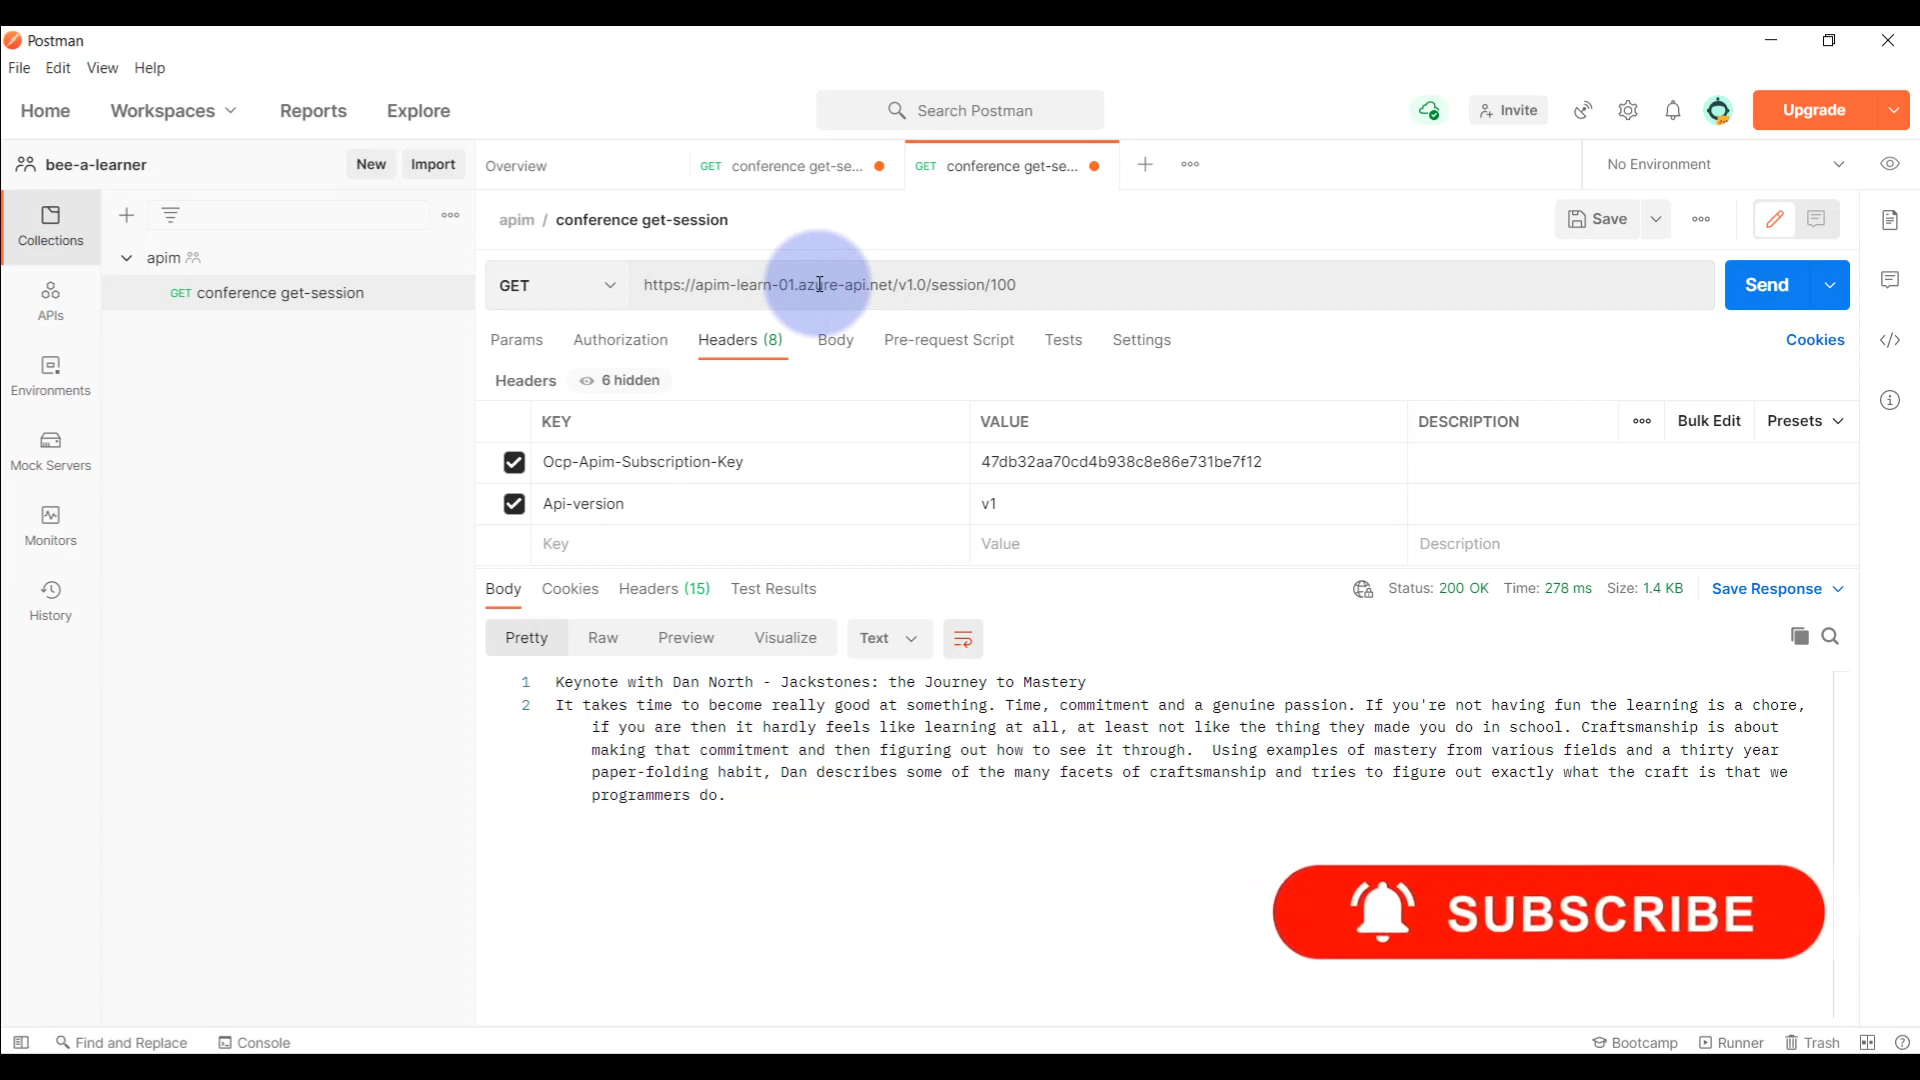 Postman
File Edit View Help
Home Workspaces Reports Explore Search Postman Invite Upgrade
bee-a-learner New Import Overview GET conference get-se... GET conference get-se... No Environment
Collections
apim / conference get-session Save
apim
GET conference get-session
GET https://apim-learn-01.azure-api.net/v1.0/session/100 Send
APIs
Params Authorization Headers (8) Body Pre-request Script Tests Settings Cookies
Environments
Headers 6 hidden
KEY VALUE DESCRIPTION Bulk Edit Presets
Mock Servers
Ocp-Apim-Subscription-Key 47db32aa70cd4b938c8e86e731be7f12
Api-version v1
Monitors
Key Value Description
Body Cookies Headers (15) Test Results Status: 200 OK Time: 278 ms Size: 1.4 KB Save Response
History
Pretty Raw Preview Visualize Text
1 Keynote with Dan North - Jackstones: the Journey to Mastery
2 It takes time to become really good at something. Time, commitment and a genuine passion. If you're not having fun the learning is a chore,
if you are then it hardly feels like learning at all, at least not like the thing they made you do in school. Craftsmanship is about
making that commitment and then figuring out how to see it through.  Using examples of mastery from various fields and a thirty year
paper-folding habit, Dan describes some of the many facets of craftsmanship and tries to figure out exactly what the craft is that we
programmers do.
SUBSCRIBE
Find and Replace Console Bootcamp Runner Trash